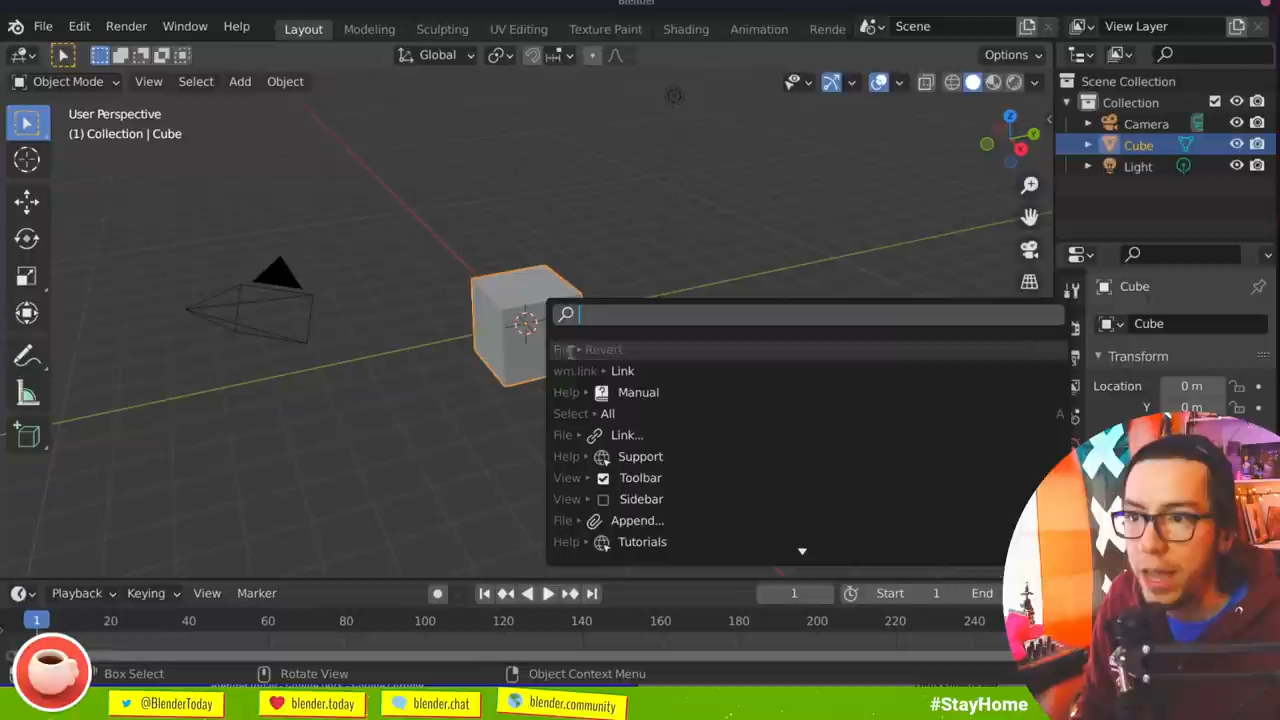 Blender
File Edit Render Window Help
Layout Modeling Sculpting UV Editing Texture Paint Shading Animation Rende
Scene
View Layer
Global
Options
Object Mode View Select Add Object
Scene Collection
Collection
Camera
Cube
Light
User Perspective
(1) Collection | Cube
Z
Y
X
Cube
Cube
Transform
Location 0 m
Y 0 m
File Revert
wm.link Link
Help Manual
Select All A
File Link...
Help Support
View Toolbar
View Sidebar
File Append...
Help Tutorials
Playback Keying View Marker
1
Start 1 End
1 20 40 60 80 100 120 140 160 180 200 220 240
Box Select
Rotate View
Object Context Menu
@BlenderToday
blender.today
blender.chat
blender.community
#StayHome